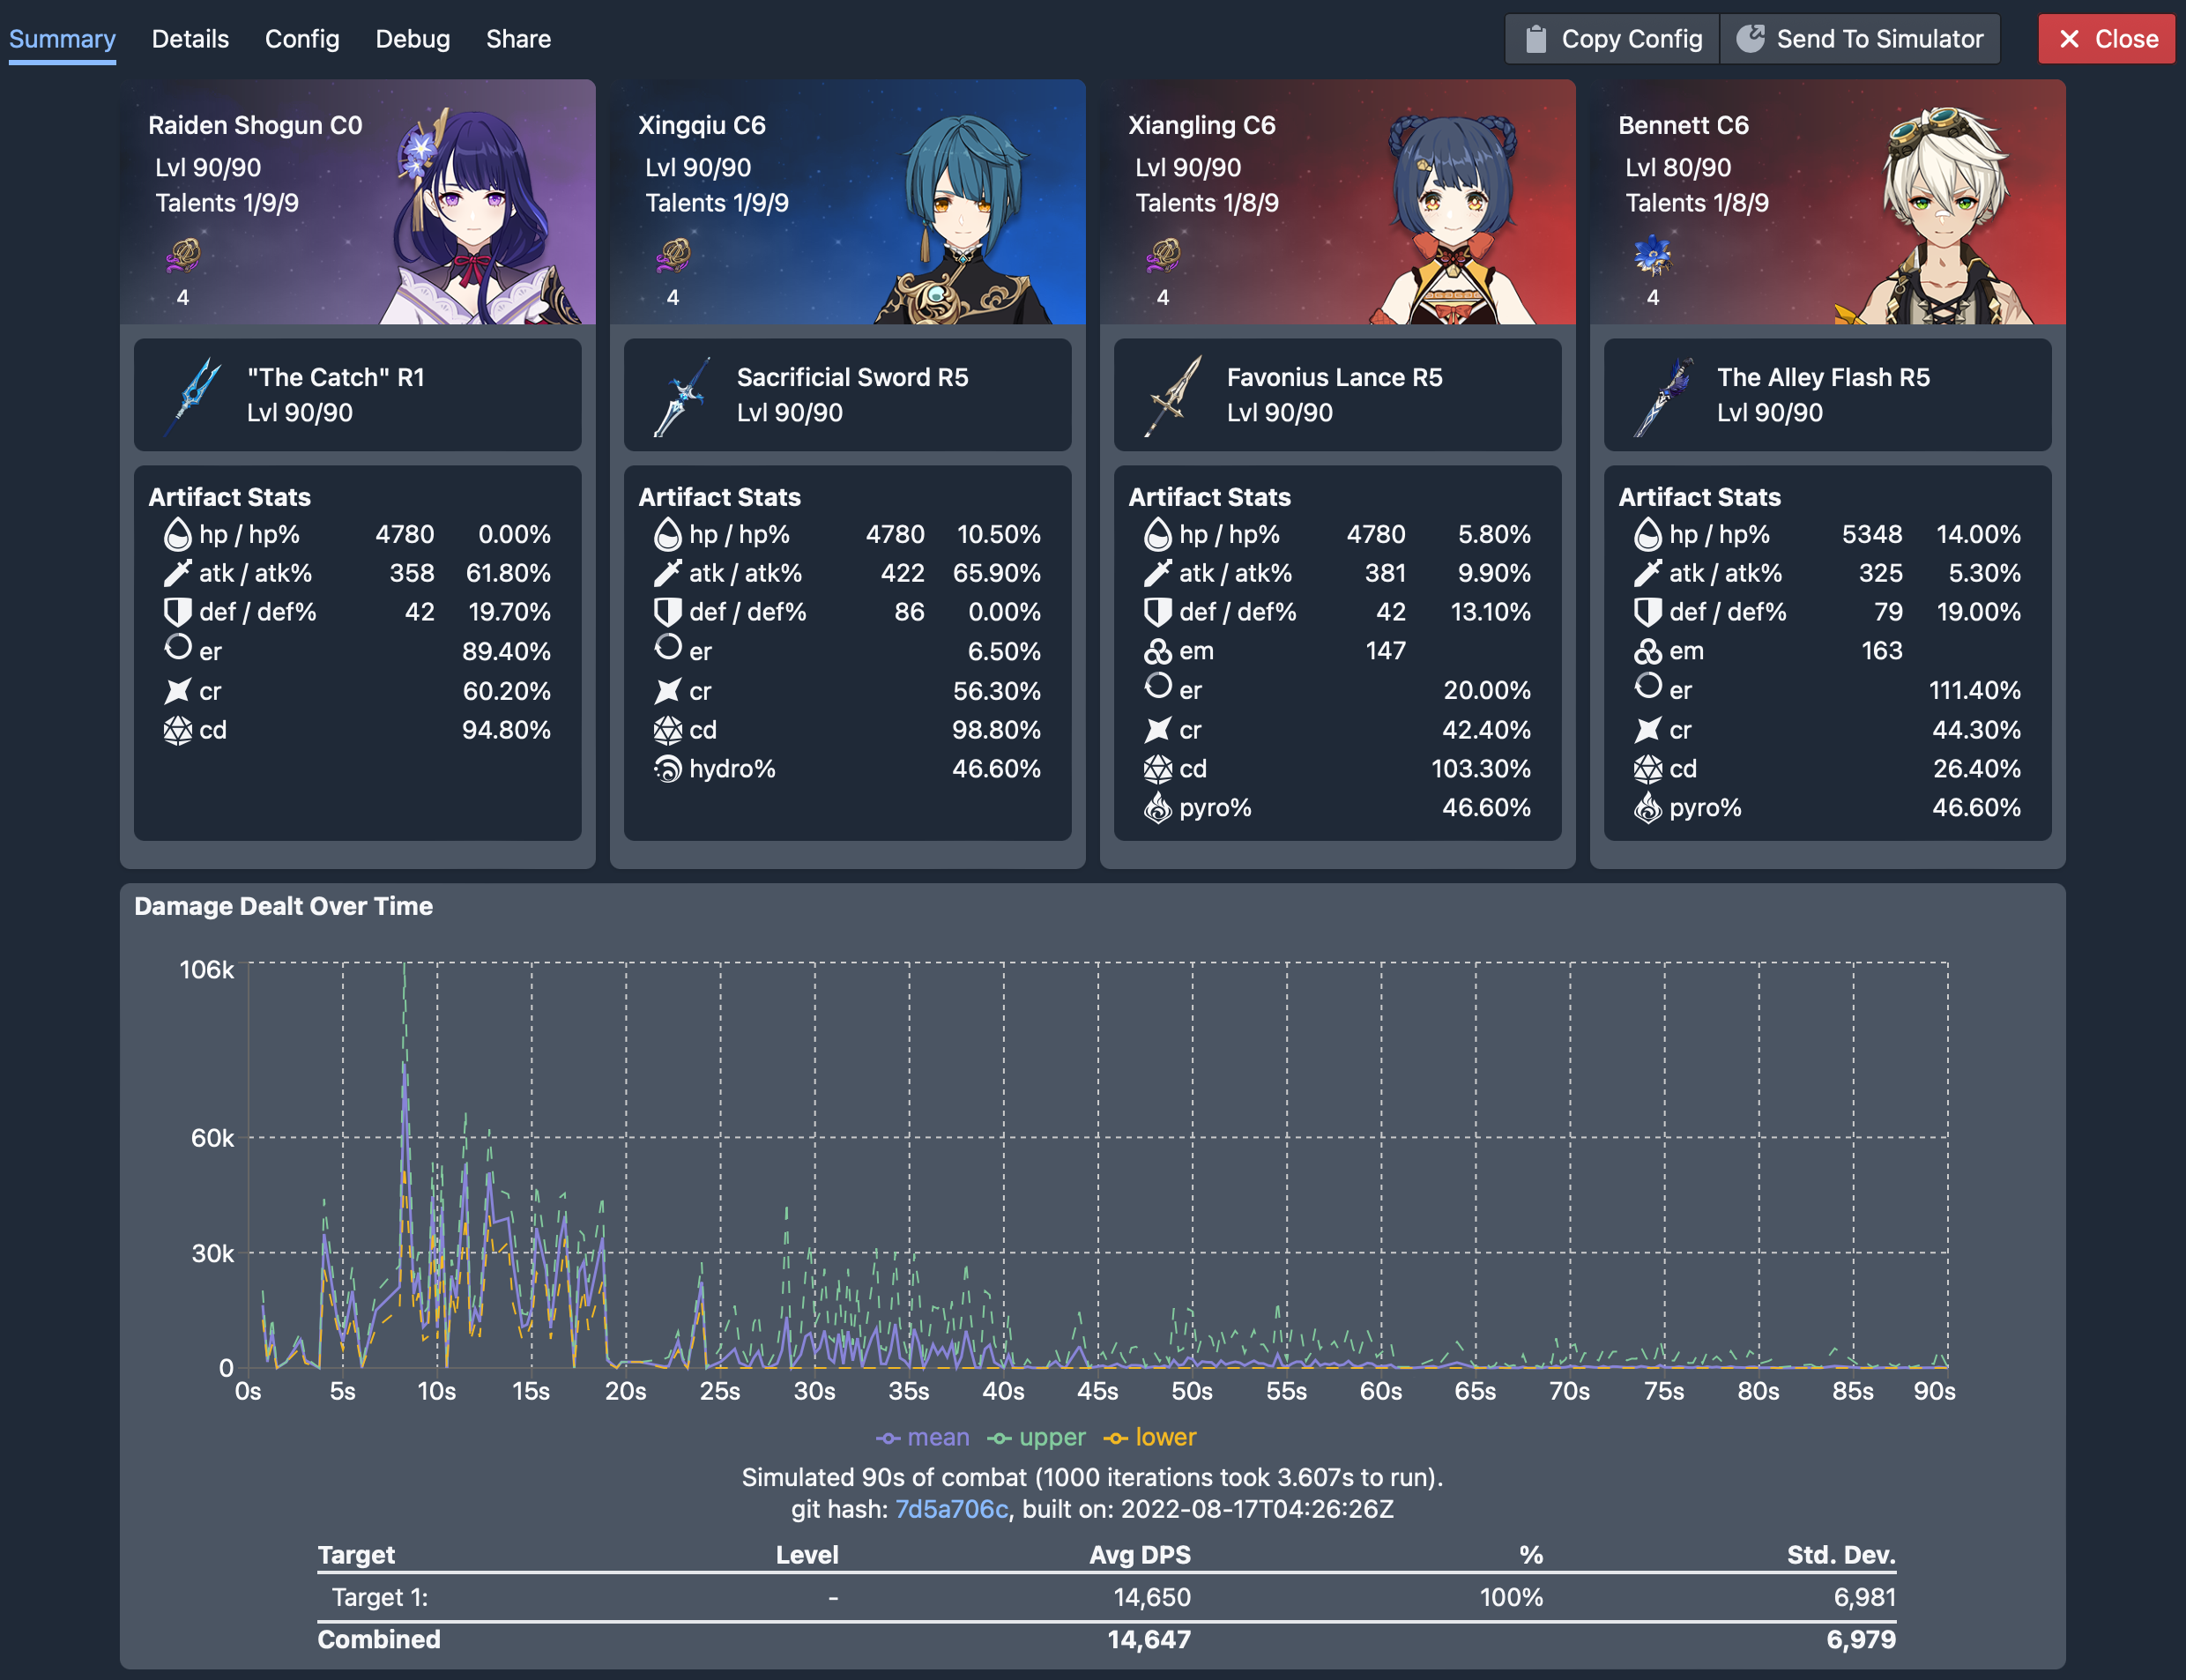 Summary Details Config Debug Share Copy Config Send To Simulator Close
Raiden Shogun C0
Lvl 90/90
Talents 1/9/9
4
"The Catch" R1
Lvl 90/90
Artifact Stats
hp / hp% 4780 0.00%
atk / atk% 358 61.80%
def / def% 42 19.70%
er 89.40%
cr 60.20%
cd 94.80%
Xingqiu C6
Lvl 90/90
Talents 1/9/9
4
Sacrificial Sword R5
Lvl 90/90
Artifact Stats
hp / hp% 4780 10.50%
atk / atk% 422 65.90%
def / def% 86 0.00%
er 6.50%
cr 56.30%
cd 98.80%
hydro% 46.60%
Xiangling C6
Lvl 90/90
Talents 1/8/9
4
Favonius Lance R5
Lvl 90/90
Artifact Stats
hp / hp% 4780 5.80%
atk / atk% 381 9.90%
def / def% 42 13.10%
em 147
er 20.00%
cr 42.40%
cd 103.30%
pyro% 46.60%
Bennett C6
Lvl 80/90
Talents 1/8/9
4
The Alley Flash R5
Lvl 90/90
Artifact Stats
hp / hp% 5348 14.00%
atk / atk% 325 5.30%
def / def% 79 19.00%
em 163
er 111.40%
cr 44.30%
cd 26.40%
pyro% 46.60%
Damage Dealt Over Time
106k
60k
30k
0
0s 5s 10s 15s 20s 25s 30s 35s 40s 45s 50s 55s 60s 65s 70s 75s 80s 85s 90s
mean upper lower
Simulated 90s of combat (1000 iterations took 3.607s to run).
git hash: 7d5a706c, built on: 2022-08-17T04:26:26Z
Target Level Avg DPS % Std. Dev.
Target 1: - 14,650 100% 6,981
Combined 14,647 6,979